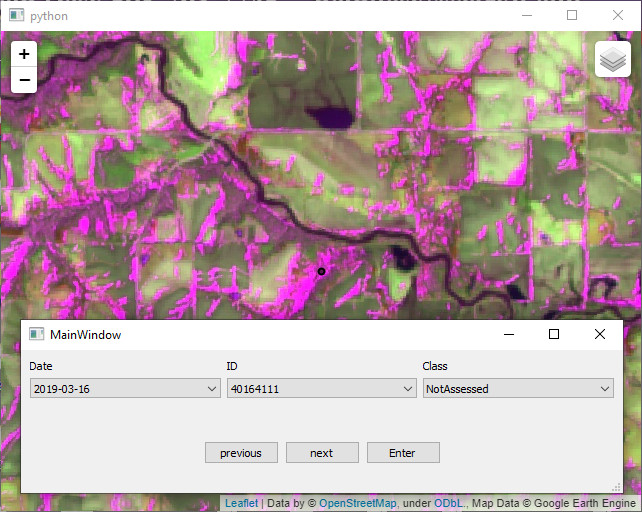 python
+
−
MainWindow
Date ID Class
2019-03-16 40164111 NotAssessed
previous next Enter
Leaflet | Data by © OpenStreetMap, under ODbL., Map Data © Google Earth Engine